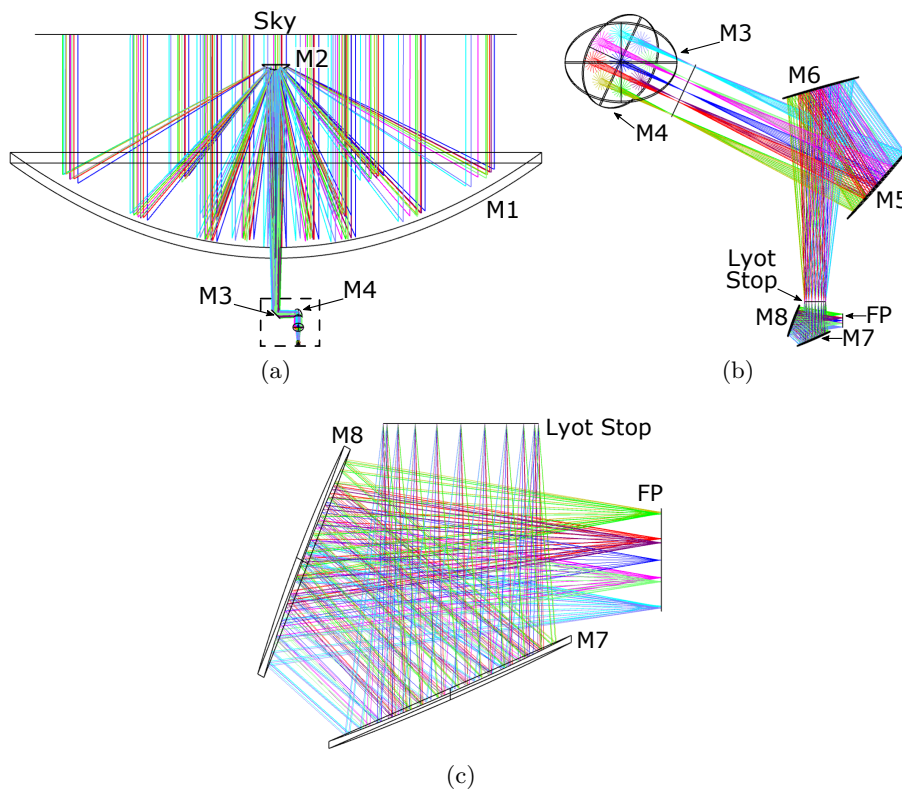 Sky
M2
M1
M3
M4
(a)
M3
M4
M6
M5
Lyot
Stop
M8
FP
M7
(b)
M8
Lyot Stop
FP
M7
(c)